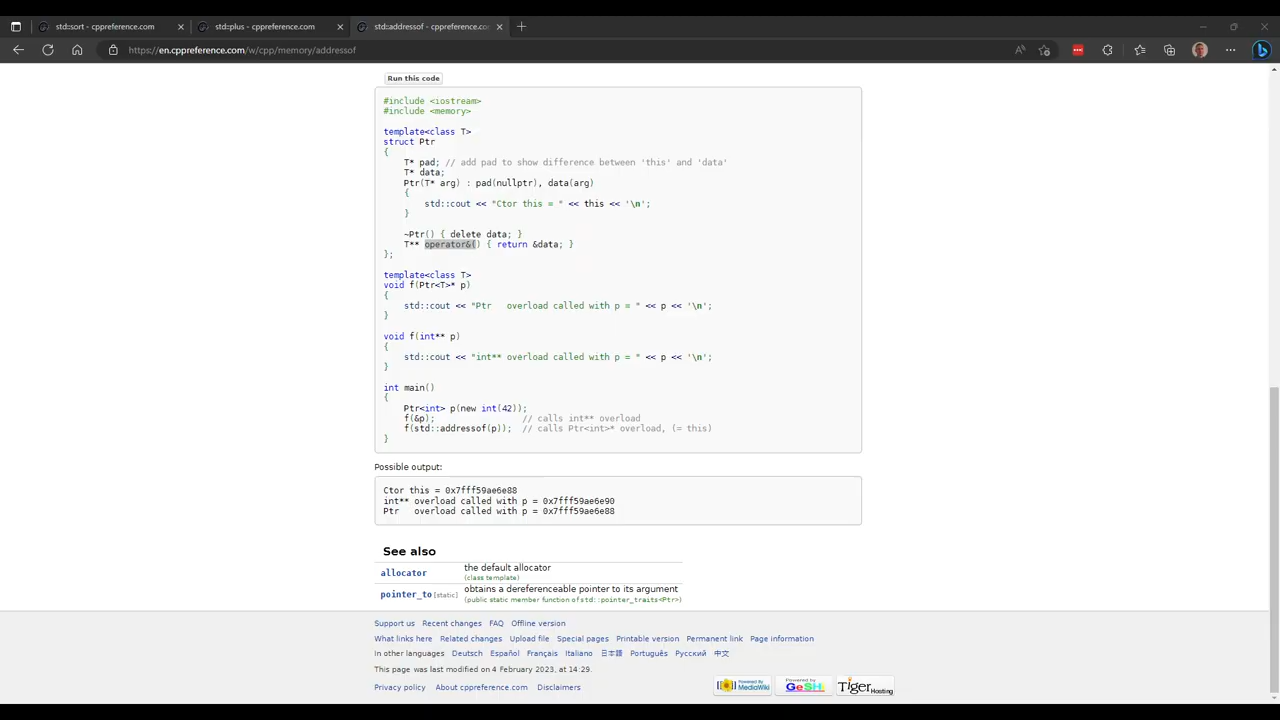 std::sort - cppreference.com
std::plus - cppreference.com
std::addressof - cppreference.co
https://en.cppreference.com/w/cpp/memory/addressof
Run this code
#include <iostream>
#include <memory>
template<class T>
struct Ptr
{
    T* pad; // add pad to show difference between 'this' and 'data'
    T* data;
    Ptr(T* arg) : pad(nullptr), data(arg)
    {
        std::cout << "Ctor this = " << this << '\n';
    }
    ~Ptr() { delete data; }
    T** operator&() { return &data; }
};
template<class T>
void f(Ptr<T>* p)
{
    std::cout << "Ptr   overload called with p = " << p << '\n';
}
void f(int** p)
{
    std::cout << "int** overload called with p = " << p << '\n';
}
int main()
{
    Ptr<int> p(new int(42));
    f(&p);                 // calls int** overload
    f(std::addressof(p));  // calls Ptr<int>* overload, (= this)
}
Possible output:
Ctor this = 0x7fff59ae6e88
int** overload called with p = 0x7fff59ae6e90
Ptr   overload called with p = 0x7fff59ae6e88
See also
allocator
the default allocator
(class template)
pointer_to [static]
obtains a dereferenceable pointer to its argument
(public static member function of std::pointer_traits<Ptr>)
Support us Recent changes FAQ Offline version
What links here Related changes Upload file Special pages Printable version Permanent link Page information
In other languages: Deutsch Español Français Italiano 日本語 Português Русский 中文
This page was last modified on 4 February 2023, at 14:29.
Privacy policy About cppreference.com Disclaimers
Powered By MediaWiki
Powered by GeSHi
Tiger Hosting